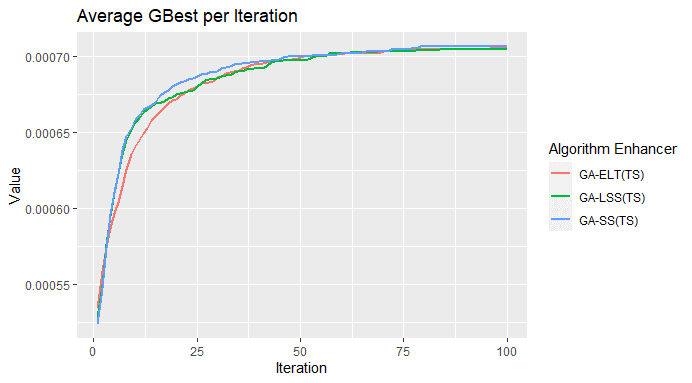 Average GBest per Iteration
0.00070
0.00065
0.00060
0.00055
Value
0
25
50
75
100
Iteration
Algorithm Enhancer
GA-ELT(TS)
GA-LSS(TS)
GA-SS(TS)